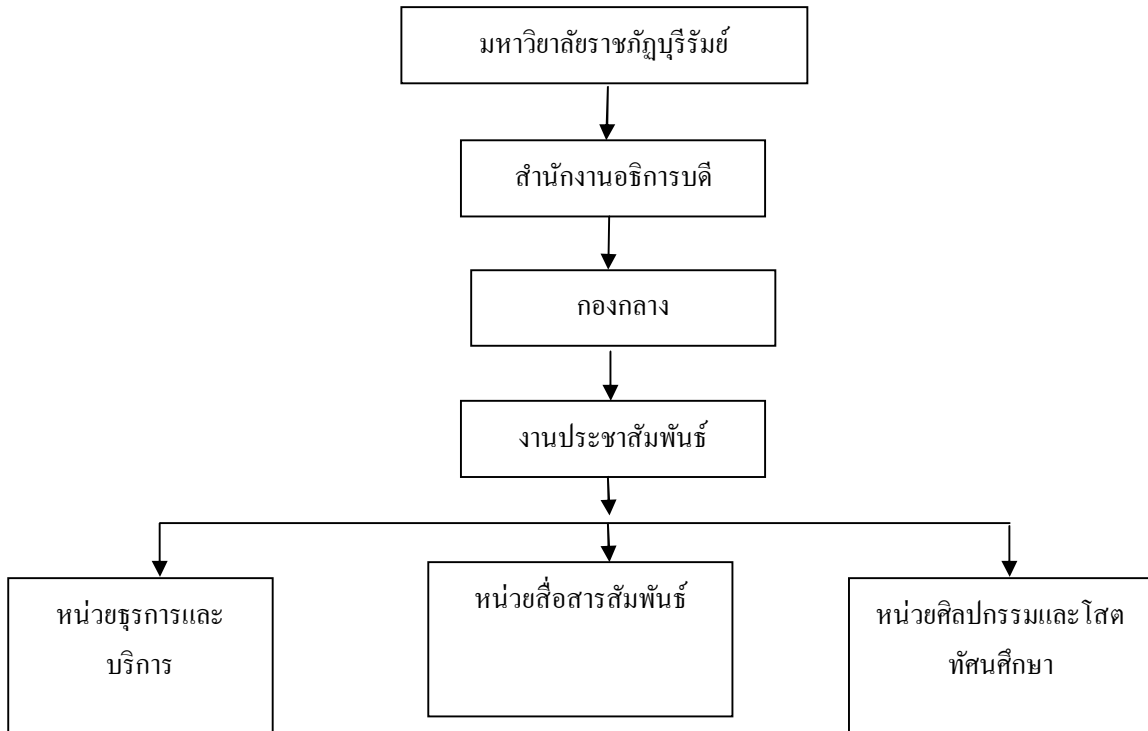 มหาวิยาลัยราชภัฏบุรีรัมย์
สำนักงานอธิการบดี
กองกลาง
งานประชาสัมพันธ์
หน่วยธุรการและ
บริการ
หน่วยสื่อสารสัมพันธ์
หน่วยศิลปกรรมและโสต
ทัศนศึกษา